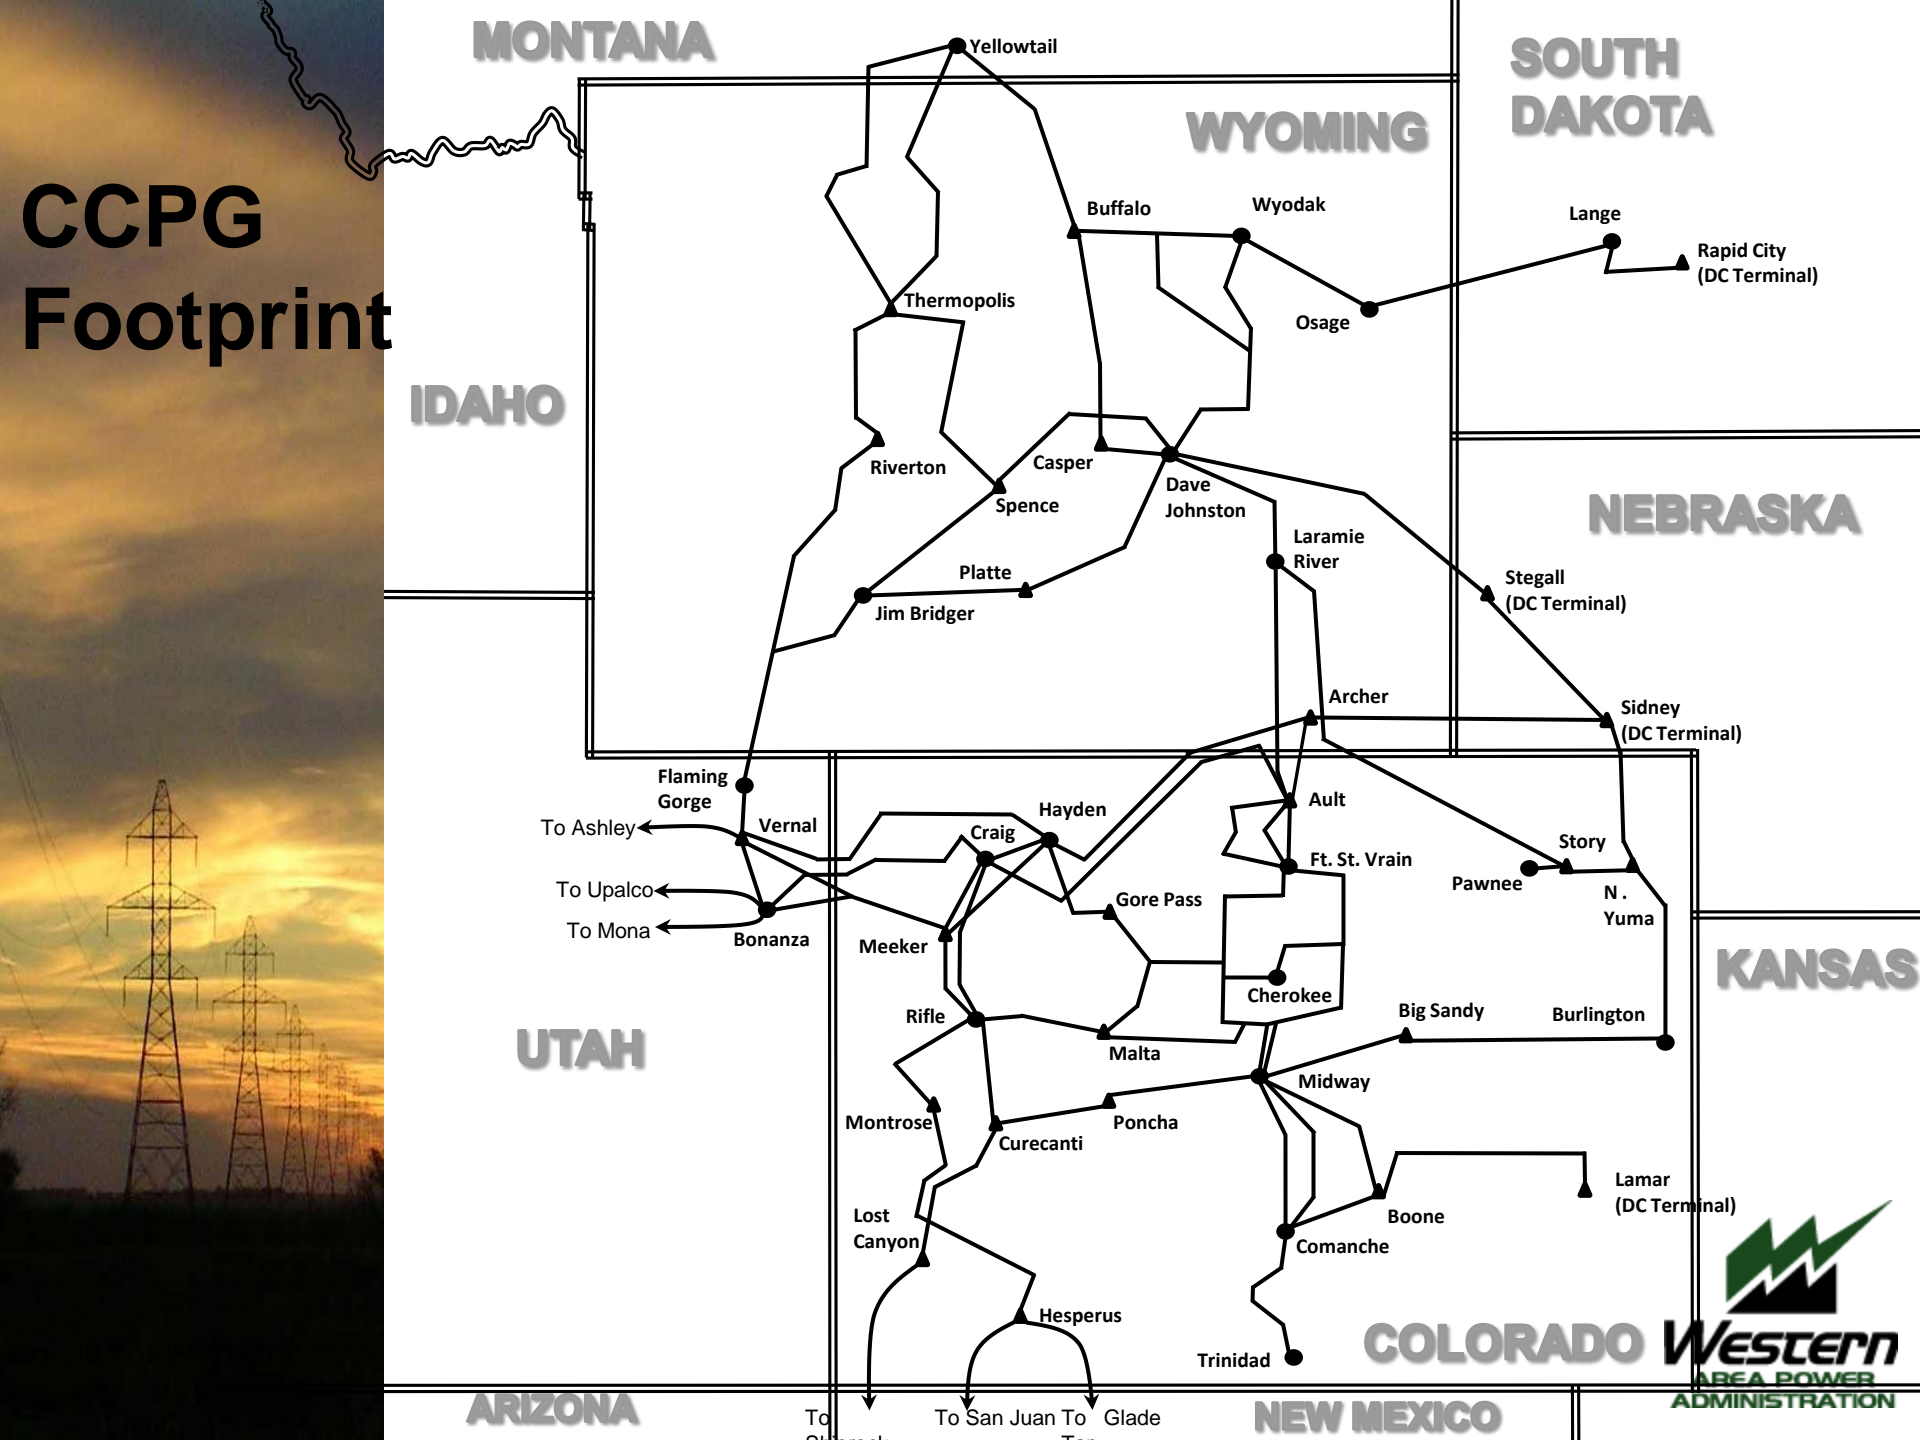 CCPG
Footprint
MONTANA
SOUTH
DAKOTA
WYOMING
IDAHO
NEBRASKA
KANSAS
UTAH
COLORADO
ARIZONA
NEW MEXICO
Yellowtail
Buffalo
Wyodak
Lange
Rapid City
(DC Terminal)
Osage
Thermopolis
Riverton
Casper
Spence
Dave
Johnston
Laramie
River
Platte
Jim Bridger
Stegall
(DC Terminal)
Archer
Sidney
(DC Terminal)
Flaming
Gorge
To Ashley
Vernal
Hayden
Craig
Ault
Ft. St. Vrain
Story
Pawnee
N .
Yuma
To Upalco
To Mona
Bonanza
Gore Pass
Meeker
Cherokee
Rifle
Malta
Big Sandy
Burlington
Midway
Montrose
Curecanti
Poncha
Lamar
(DC Terminal)
Boone
Lost
Canyon
Comanche
Hesperus
Trinidad
To
To San Juan
To Glade
WESTERN
AREA POWER
ADMINISTRATION